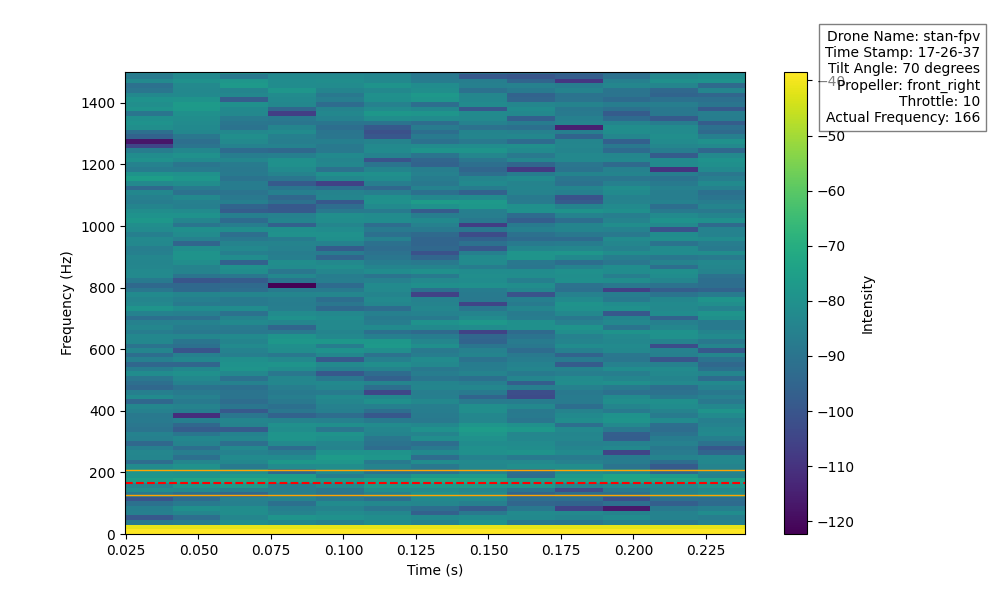 Drone Name: stan-fpv
Time Stamp: 17-26-37
Tilt Angle: 70 degrees
Propeller: front_right
Throttle: 10
Actual Frequency: 166
1400
1200
1000
800
600
400
200
0
Frequency (Hz)
0.025 0.050 0.075 0.100 0.125 0.150 0.175 0.200 0.225
Time (s)
−40
−50
−60
−70
−80
−90
−100
−110
−120
Intensity